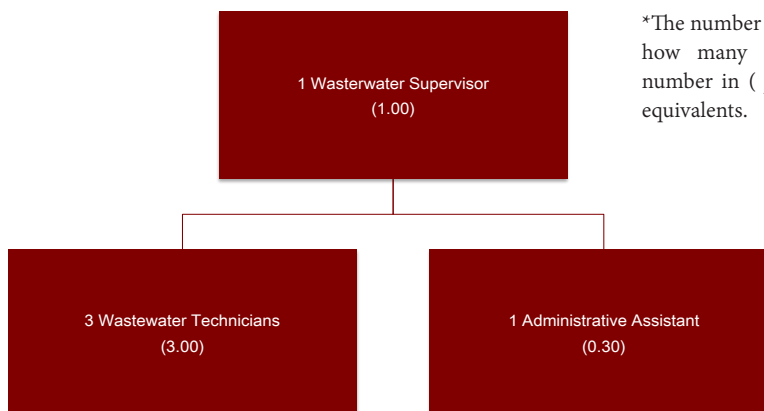 *The number
how many
number in (
equivalents.
1 Wasterwater Supervisor
(1.00)
3 Wastewater Technicians
(3.00)
1 Administrative Assistant
(0.30)